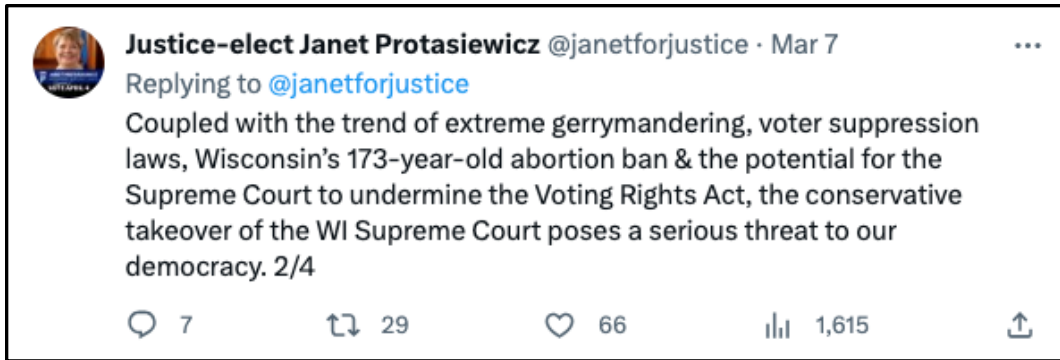 Justice-elect Janet Protasiewicz @janetforjustice · Mar 7
Replying to @janetforjustice
Coupled with the trend of extreme gerrymandering, voter suppression
laws, Wisconsin's 173-year-old abortion ban & the potential for the
Supreme Court to undermine the Voting Rights Act, the conservative
takeover of the WI Supreme Court poses a serious threat to our
democracy. 2/4
7 29 66 1,615